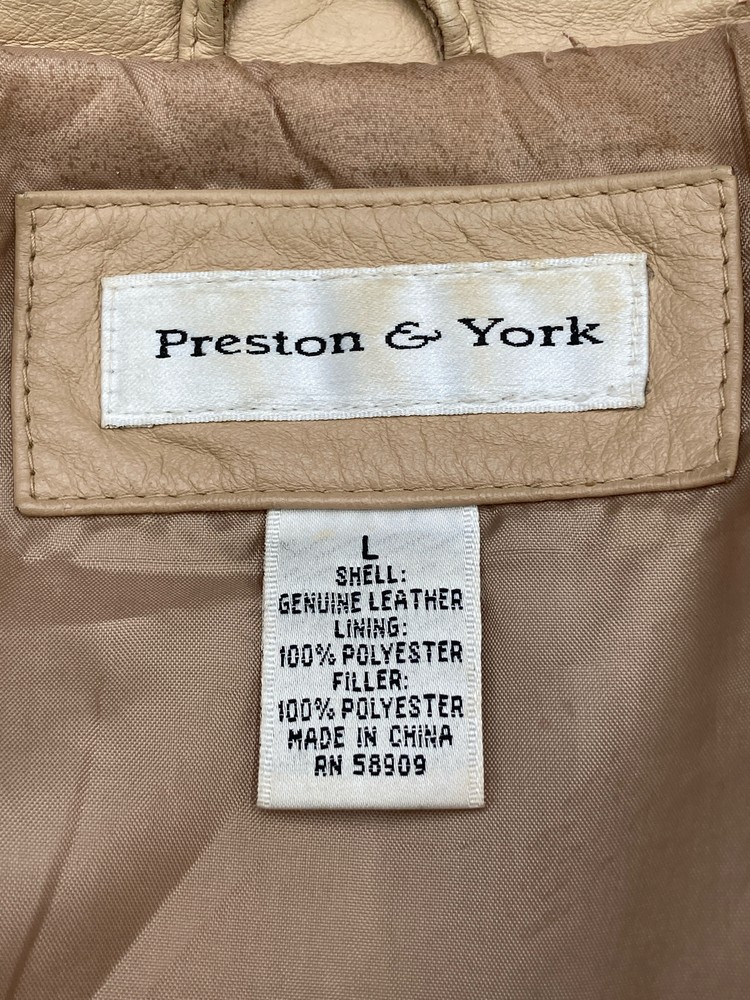 Preston & York
L
SHELL:
GENUINE LEATHER
LINING:
100% POLYESTER
FILLER:
100% POLYESTER
MADE IN CHINA
RN 58909